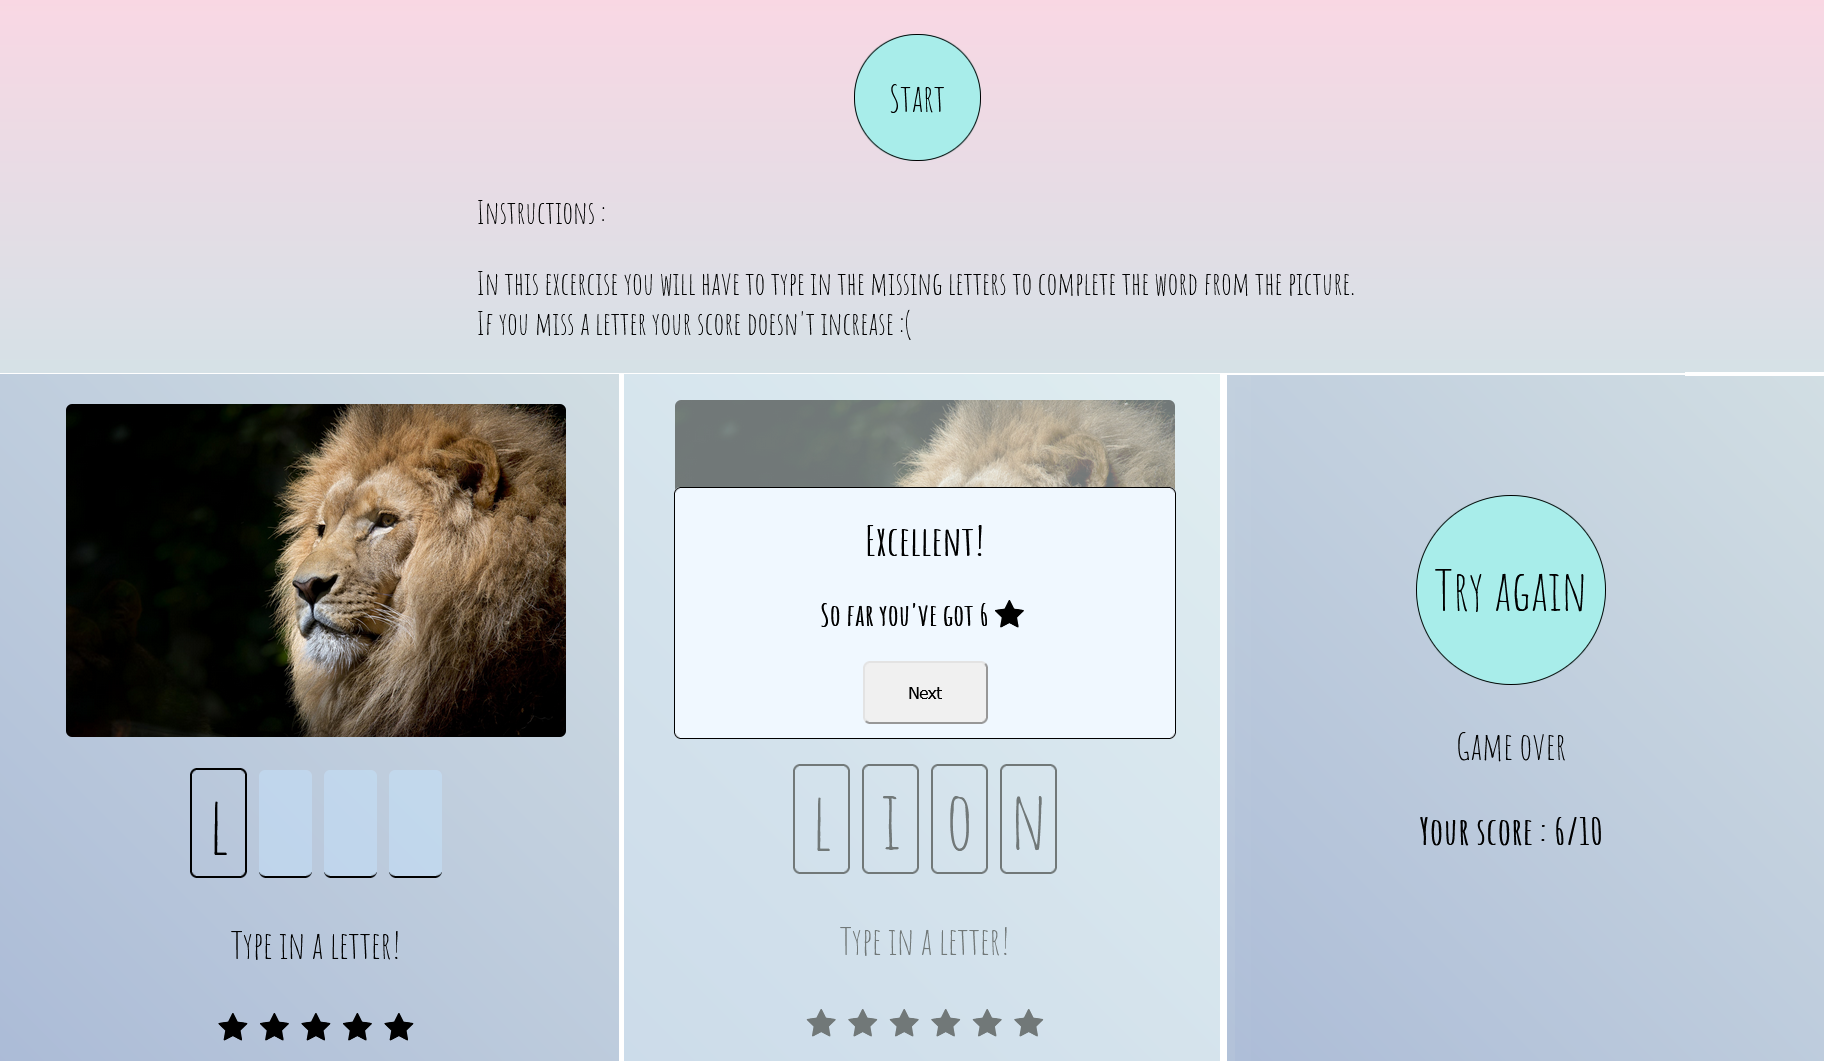 Start
Instructions :
In this excercise you will have to type in the missing letters to complete the word from the picture.
If you miss a letter your score doesn't increase :(
L
Type in a letter!
Excellent!
So far you've got 6 ★
Next
L I O N
Type in a letter!
Try again
Game over
Your score : 6/10